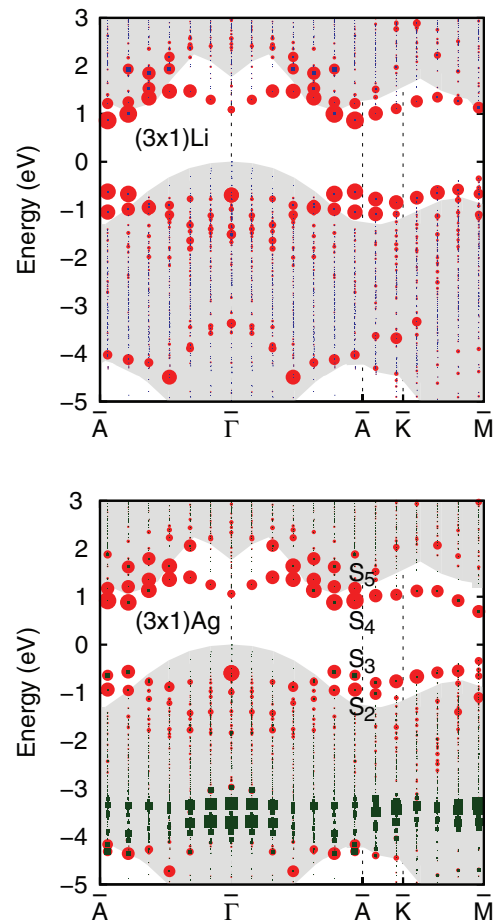 3
2
1
0
−1
−2
−3
−4
−5
Energy (eV)
(3x1)Li
A̅ Γ̅ A̅ K̅ M̅
3
2
1
0
−1
−2
−3
−4
−5
Energy (eV)
(3x1)Ag
S₅
S₄
S₃
S₂
A̅ Γ̅ A̅ K̅ M̅